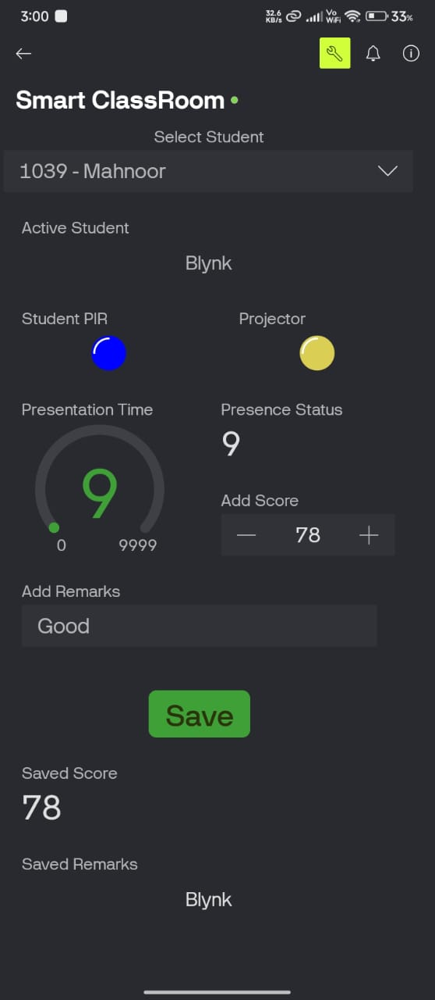 3:00 32.6 KB/s Vo WiFi 33%
Smart ClassRoom
Select Student
1039 - Mahnoor
Active Student
Blynk
Student PIR Projector
Presentation Time Presence Status
9 9
Add Score
0 9999 78
Add Remarks
Good
Save
Saved Score
78
Saved Remarks
Blynk